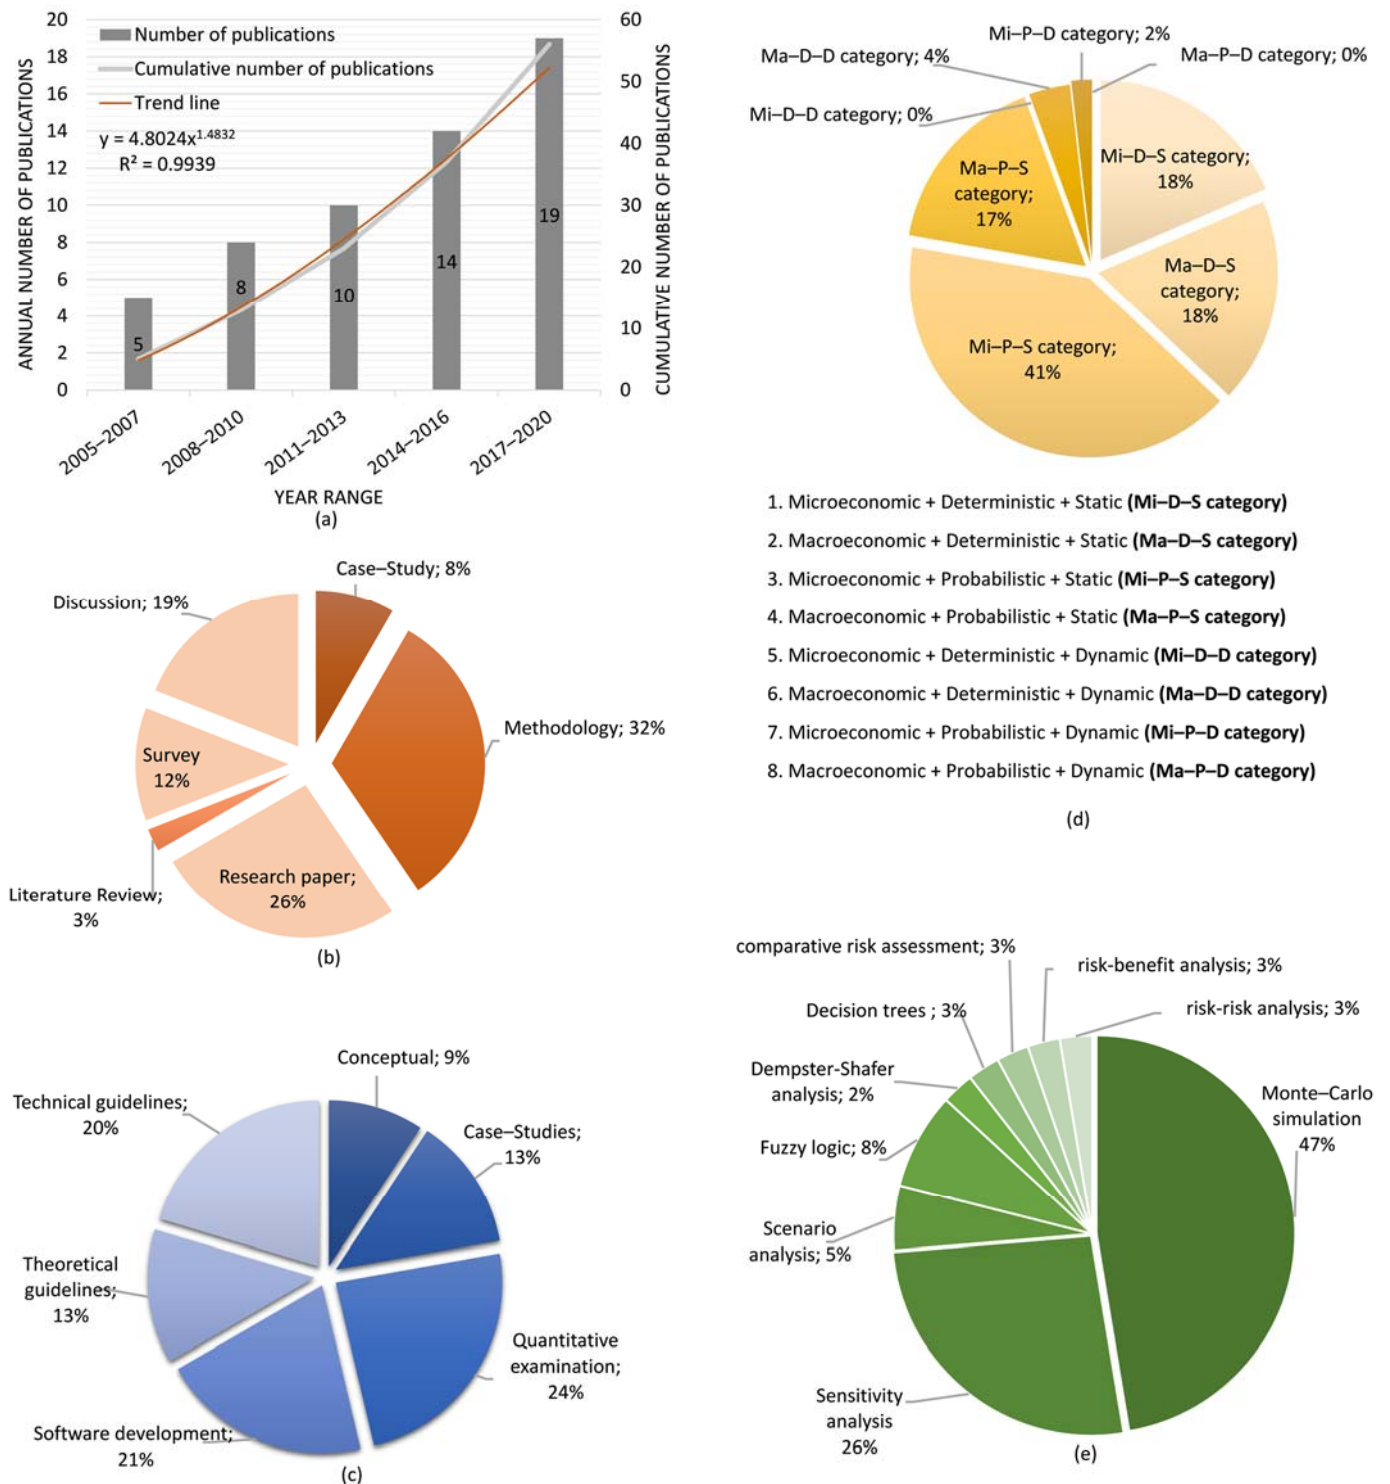 20
18
16
14
12
10
8
6
4
2
0
ANNUAL NUMBER OF PUBLICATIONS
Number of publications
Cumulative number of publications
Trend line
y = 4.8024x^1.4832
R² = 0.9939
5
8
10
14
19
60
50
40
30
20
10
0
CUMULATIVE NUMBER OF PUBLICATIONS
2005–2007
2008–2010
2011–2013
2014–2016
2017–2020
YEAR RANGE
(a)
Case–Study; 8%
Discussion; 19%
Methodology; 32%
Survey
12%
Research paper;
26%
Literature Review;
3%
(b)
Conceptual; 9%
Technical guidelines;
20%
Case–Studies;
13%
Theoretical
guidelines;
13%
Quantitative
examination;
24%
Software development;
21%
(c)
Mi–P–D category; 2%
Ma–D–D category; 4%
Ma–P–D category; 0%
Mi–D–D category; 0%
Mi–D–S category;
18%
Ma–P–S
category;
17%
Ma–D–S
category;
18%
Mi–P–S category;
41%
1. Microeconomic + Deterministic + Static (Mi–D–S category)
2. Macroeconomic + Deterministic + Static (Ma–D–S category)
3. Microeconomic + Probabilistic + Static (Mi–P–S category)
4. Macroeconomic + Probabilistic + Static (Ma–P–S category)
5. Microeconomic + Deterministic + Dynamic (Mi–D–D category)
6. Macroeconomic + Deterministic + Dynamic (Ma–D–D category)
7. Microeconomic + Probabilistic + Dynamic (Mi–P–D category)
8. Macroeconomic + Probabilistic + Dynamic (Ma–P–D category)
(d)
comparative risk assessment; 3%
risk-benefit analysis; 3%
Decision trees ; 3%
risk-risk analysis; 3%
Dempster-Shafer
analysis; 2%
Monte–Carlo
simulation
47%
Fuzzy logic; 8%
Scenario
analysis; 5%
Sensitivity
analysis
26%
(e)